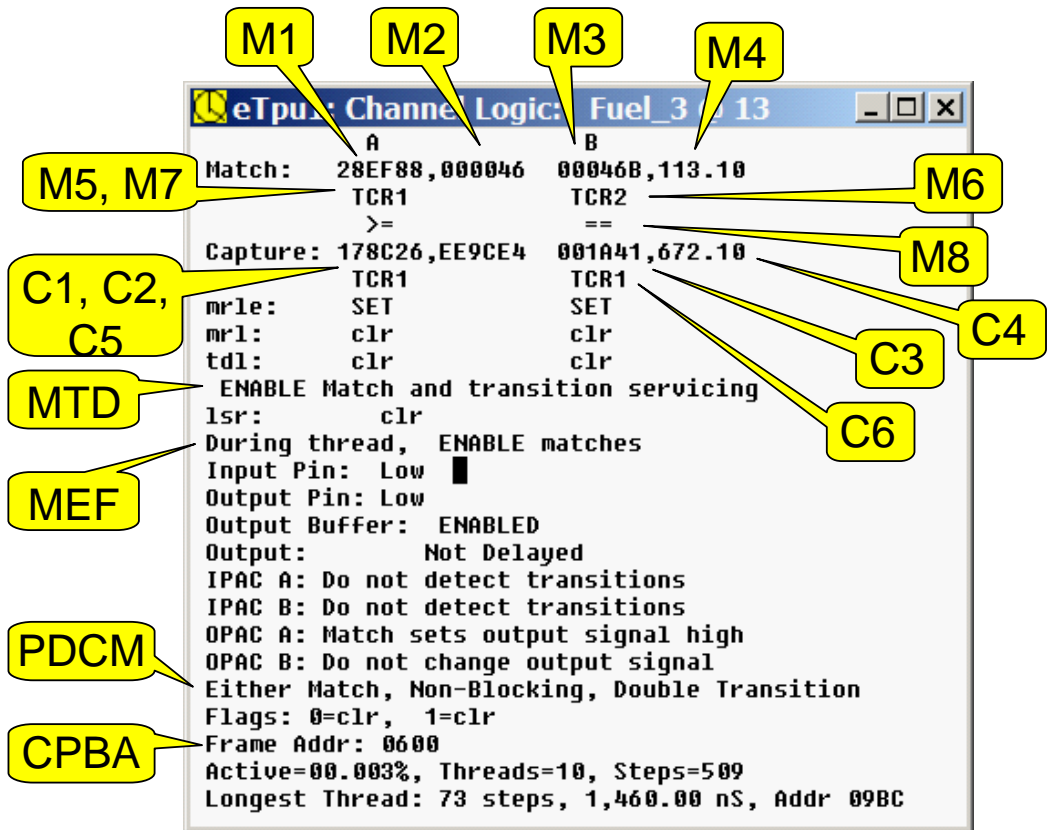 M1
M2
M3
M4
eTpu1: Channel Logic: Fuel_3 @ 13
A B
Match: 28EF88,000046 00046B,113.10
M5, M7
M6
TCR1 TCR2
>= ==
M8
Capture: 178C26,EE9CE4 001A41,672.10
C1, C2,
C5
C4
TCR1 TCR1
C3
C6
mrle: SET SET
mrl: clr clr
tdl: clr clr
MTD
ENABLE Match and transition servicing
lsr: clr
MEF
During thread, ENABLE matches
Input Pin: Low
Output Pin: Low
Output Buffer: ENABLED
Output: Not Delayed
IPAC A: Do not detect transitions
IPAC B: Do not detect transitions
OPAC A: Match sets output signal high
OPAC B: Do not change output signal
PDCM
Either Match, Non-Blocking, Double Transition
Flags: 0=clr, 1=clr
CPBA
Frame Addr: 0600
Active=00.003%, Threads=10, Steps=509
Longest Thread: 73 steps, 1,460.00 nS, Addr 09BC